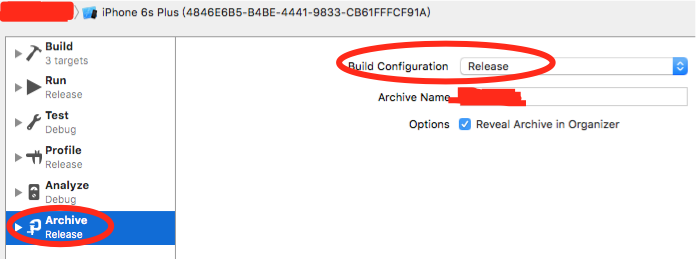 iPhone 6s Plus (4846E6B5-B4BE-4441-9833-CB61FFFCF91A)
Build
3 targets
Run
Release
Test
Debug
Profile
Release
Analyze
Debug
Archive
Release
Build Configuration Release
Archive Name
Options Reveal Archive in Organizer